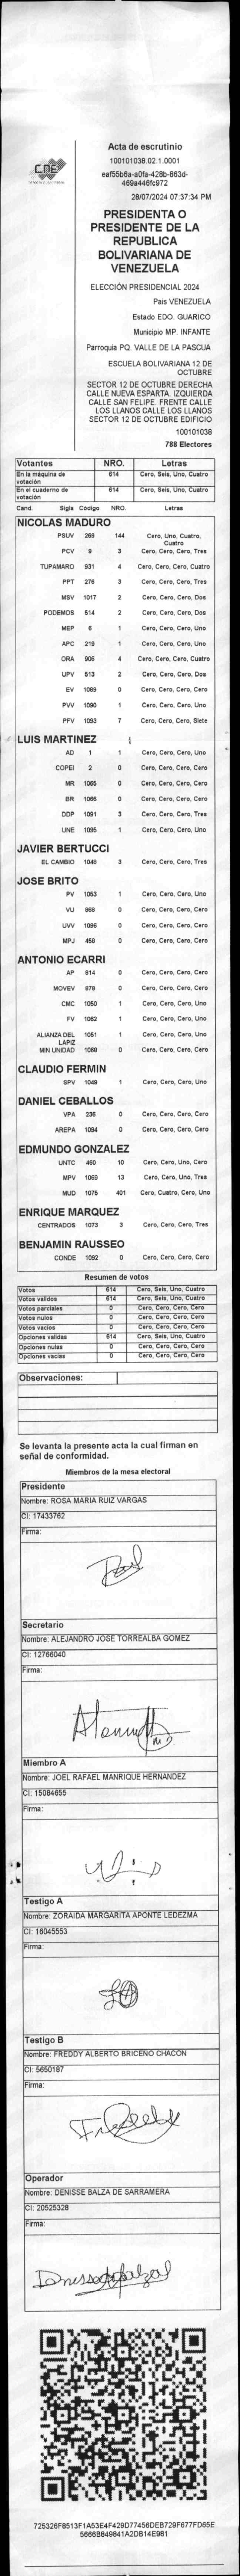 CNE
Acta de escrutinio
100101038.02.1.0001
eaf55b6a-a0fa-428b-863d-
469a446fc972
28/07/2024 07:37:34 PM
PRESIDENTA O
PRESIDENTE DE LA
REPUBLICA
BOLIVARIANA DE
VENEZUELA
ELECCIÓN PRESIDENCIAL 2024
Pais VENEZUELA
Estado EDO. GUARICO
Municipio MP. INFANTE
Parroquia PQ. VALLE DE LA PASCUA
ESCUELA BOLIVARIANA 12 DE
OCTUBRE
SECTOR 12 DE OCTUBRE DERECHA
CALLE NUEVA ESPARTA. IZQUIERDA
CALLE SAN FELIPE. FRENTE CALLE
LOS LLANOS CALLE LOS LLANOS
SECTOR 12 DE OCTUBRE EDIFICIO
100101038
788 Electores
Votantes NRO. Letras
En la máquina de votación 614 Cero, Seis, Uno, Cuatro
En el cuaderno de votación 614 Cero, Seis, Uno, Cuatro
Cand. Sigla Código NRO. Letras
NICOLAS MADURO
PSUV 269 144 Cero, Uno, Cuatro, Cuatro
PCV 9 3 Cero, Cero, Cero, Tres
TUPAMARO 931 4 Cero, Cero, Cero, Cuatro
PPT 276 3 Cero, Cero, Cero, Tres
MSV 1017 2 Cero, Cero, Cero, Dos
PODEMOS 514 2 Cero, Cero, Cero, Dos
MEP 6 1 Cero, Cero, Cero, Uno
APC 219 1 Cero, Cero, Cero, Uno
ORA 906 4 Cero, Cero, Cero, Cuatro
UPV 513 2 Cero, Cero, Cero, Dos
EV 1089 0 Cero, Cero, Cero, Cero
PVV 1090 1 Cero, Cero, Cero, Uno
PFV 1093 7 Cero, Cero, Cero, Siete
LUIS MARTINEZ
AD 1 1 Cero, Cero, Cero, Uno
COPEI 2 0 Cero, Cero, Cero, Cero
MR 1065 0 Cero, Cero, Cero, Cero
BR 1066 0 Cero, Cero, Cero, Cero
DDP 1091 3 Cero, Cero, Cero, Tres
UNE 1095 1 Cero, Cero, Cero, Uno
JAVIER BERTUCCI
EL CAMBIO 1048 3 Cero, Cero, Cero, Tres
JOSE BRITO
PV 1053 1 Cero, Cero, Cero, Uno
VU 868 0 Cero, Cero, Cero, Cero
UVV 1096 0 Cero, Cero, Cero, Cero
MPJ 458 0 Cero, Cero, Cero, Cero
ANTONIO ECARRI
AP 814 0 Cero, Cero, Cero, Cero
MOVEV 979 0 Cero, Cero, Cero, Cero
CMC 1050 1 Cero, Cero, Cero, Uno
FV 1062 1 Cero, Cero, Cero, Uno
ALIANZA DEL LAPIZ 1051 1 Cero, Cero, Cero, Uno
MIN UNIDAD 1068 0 Cero, Cero, Cero, Cero
CLAUDIO FERMIN
SPV 1049 1 Cero, Cero, Cero, Uno
DANIEL CEBALLOS
VPA 236 0 Cero, Cero, Cero, Cero
AREPA 1094 0 Cero, Cero, Cero, Cero
EDMUNDO GONZALEZ
UNTC 460 10 Cero, Cero, Uno, Cero
MPV 1069 13 Cero, Cero, Uno, Tres
MUD 1075 401 Cero, Cuatro, Cero, Uno
ENRIQUE MARQUEZ
CENTRADOS 1073 3 Cero, Cero, Cero, Tres
BENJAMIN RAUSSEO
CONDE 1092 0 Cero, Cero, Cero, Cero
Resumen de votos
Votos 614 Cero, Seis, Uno, Cuatro
Votos validos 614 Cero, Seis, Uno, Cuatro
Votos parciales 0 Cero, Cero, Cero, Cero
Votos nulos 0 Cero, Cero, Cero, Cero
Votos vacios 0 Cero, Cero, Cero, Cero
Opciones validas 614 Cero, Seis, Uno, Cuatro
Opciones nulas 0 Cero, Cero, Cero, Cero
Opciones vacias 0 Cero, Cero, Cero, Cero
Observaciones:
Se levanta la presente acta la cual firman en
señal de conformidad.
Miembros de la mesa electoral
Presidente
Nombre: ROSA MARIA RUIZ VARGAS
CI: 17433762
Firma:
Secretario
Nombre: ALEJANDRO JOSE TORREALBA GOMEZ
CI: 12766040
Firma:
Miembro A
Nombre: JOEL RAFAEL MANRIQUE HERNANDEZ
CI: 15084655
Firma:
Testigo A
Nombre: ZORAIDA MARGARITA APONTE LEDEZMA
CI: 16045553
Firma:
Testigo B
Nombre: FREDDY ALBERTO BRICEÑO CHACON
CI: 5650187
Firma:
Operador
Nombre: DENISSE BALZA DE SARRAMERA
CI: 20525328
Firma:
725326F8513F1A53E4F429D77456DEB729F677FD65E
5666B849841A2DB14E981